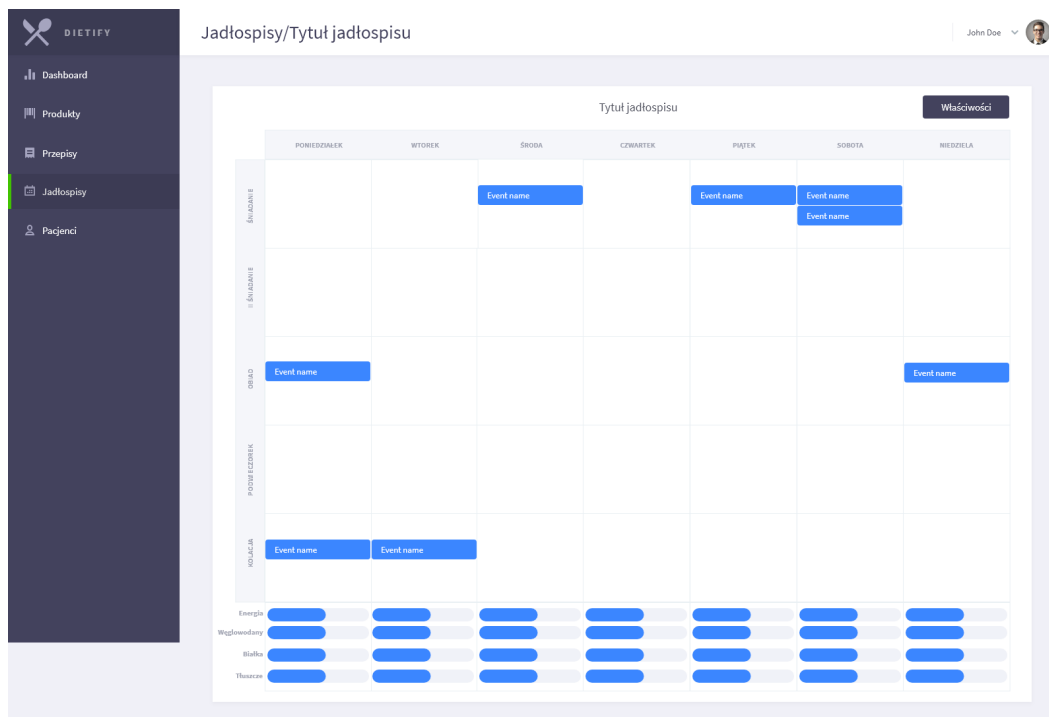 DIETIFY
Jadłospisy/Tytuł jadłospisu
John Doe
Dashboard
Produkty
Przepisy
Jadłospisy
Pacjenci
Tytuł jadłospisu
Właściwości
PONIEDZIAŁEK WTOREK ŚRODA CZWARTEK PIĄTEK SOBOTA NIEDZIELA
ŚNIADANIE
Event name Event name Event name
Event name
II ŚNIADANIE
OBIAD
Event name Event name
PODWIECZOREK
KOLACJA
Event name Event name
Energia
Węglowodany
Białka
Tłuszcze